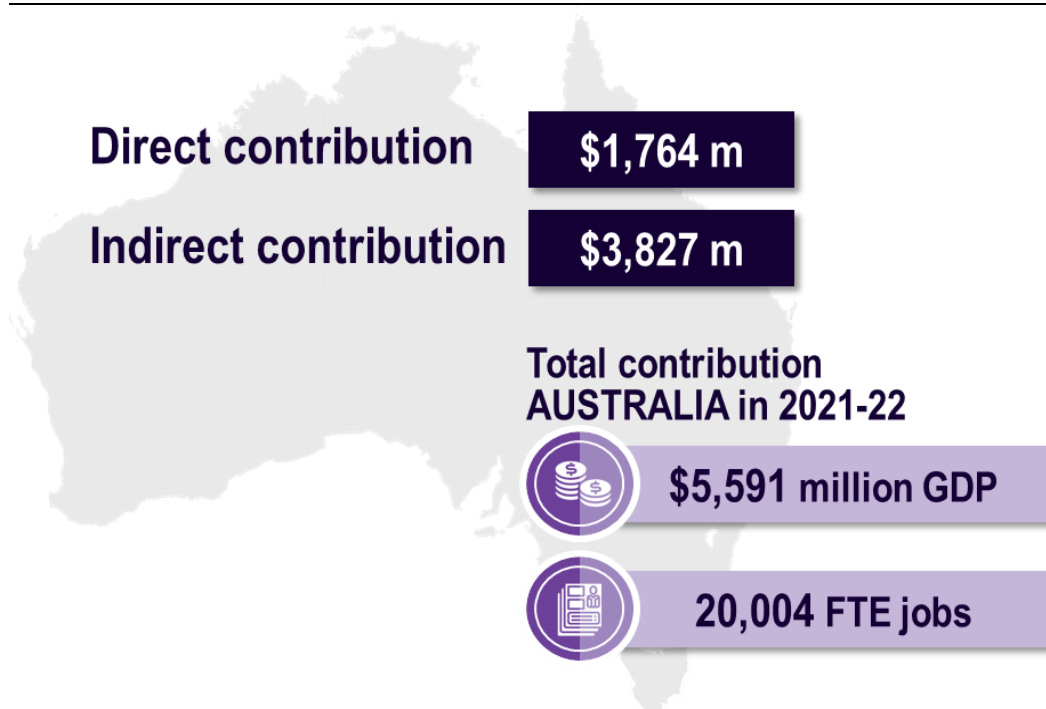 Direct contribution
$1,764 m
Indirect contribution
$3,827 m
Total contribution
AUSTRALIA in 2021-22
$5,591 million GDP
20,004 FTE jobs